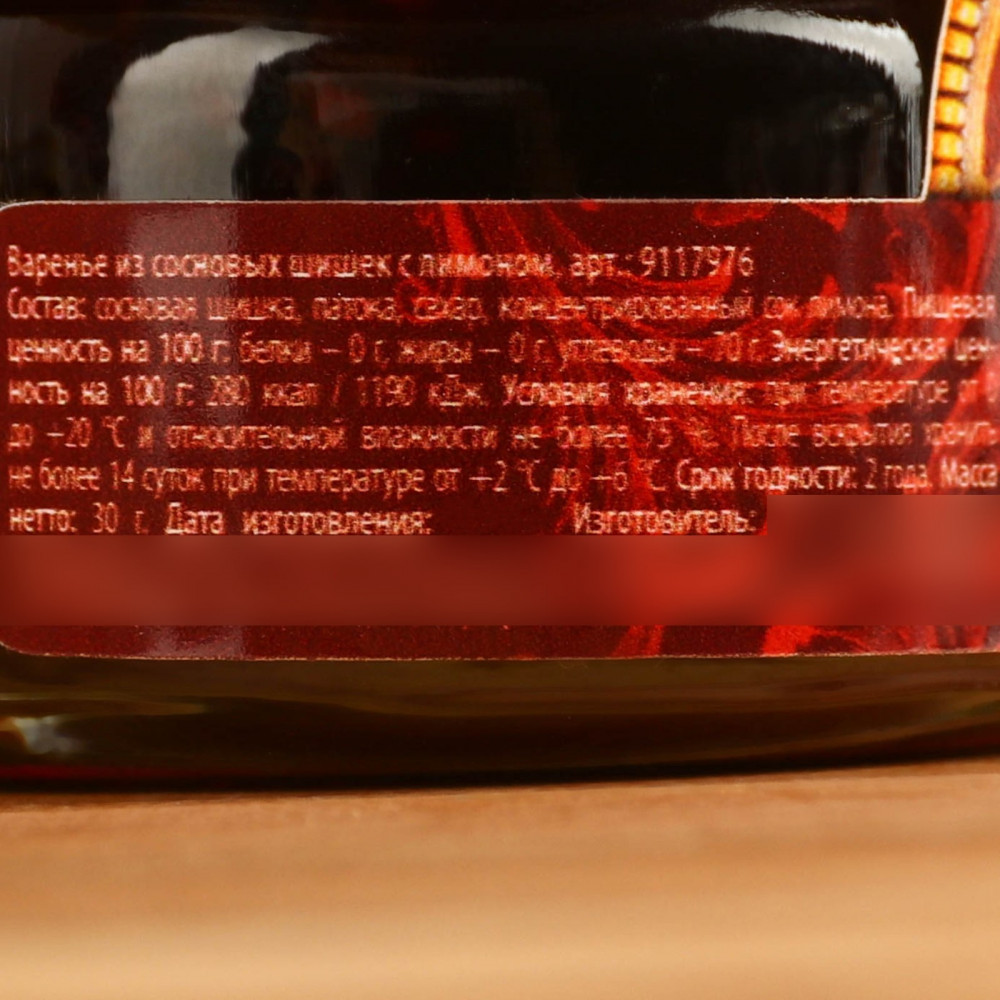 Варенье из сосновых шишек с лимоном, арт.: 9117976
Состав: сосновая шишка, патока, сахар, концентрированный сок лимона. Пищевая
ценность на 100 г: белки – 0 г, жиры – 0 г, углеводы – 70 г. Энергетическая цен-
ность на 100 г: 280 ккал / 1190 кДж. Условия хранения: при температуре от 0
до +20 °C и относительной влажности не более 75 %. После вскрытия хранить
не более 14 суток при температуре от +2 °C до +6 °C. Срок годности: 2 года. Масса
нетто: 30 г. Дата изготовления: Изготовитель: